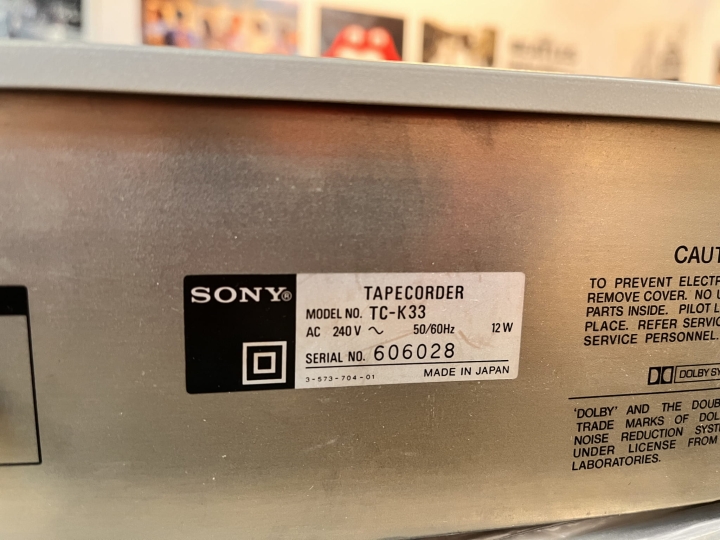 SONY®
TAPECORDER
MODEL NO. TC-K33
AC 240V ~ 50/60Hz 12W
SERIAL NO. 606028
3-573-704-01 MADE IN JAPAN
CAUT
TO PREVENT ELECTR
REMOVE COVER. NO U
PARTS INSIDE. PILOT L
PLACE. REFER SERVIC
SERVICE PERSONNEL.
DOLBY SY
'DOLBY' AND THE DOUB
TRADE MARKS OF DOL
NOISE REDUCTION SYST
UNDER LICENSE FROM
LABORATORIES.